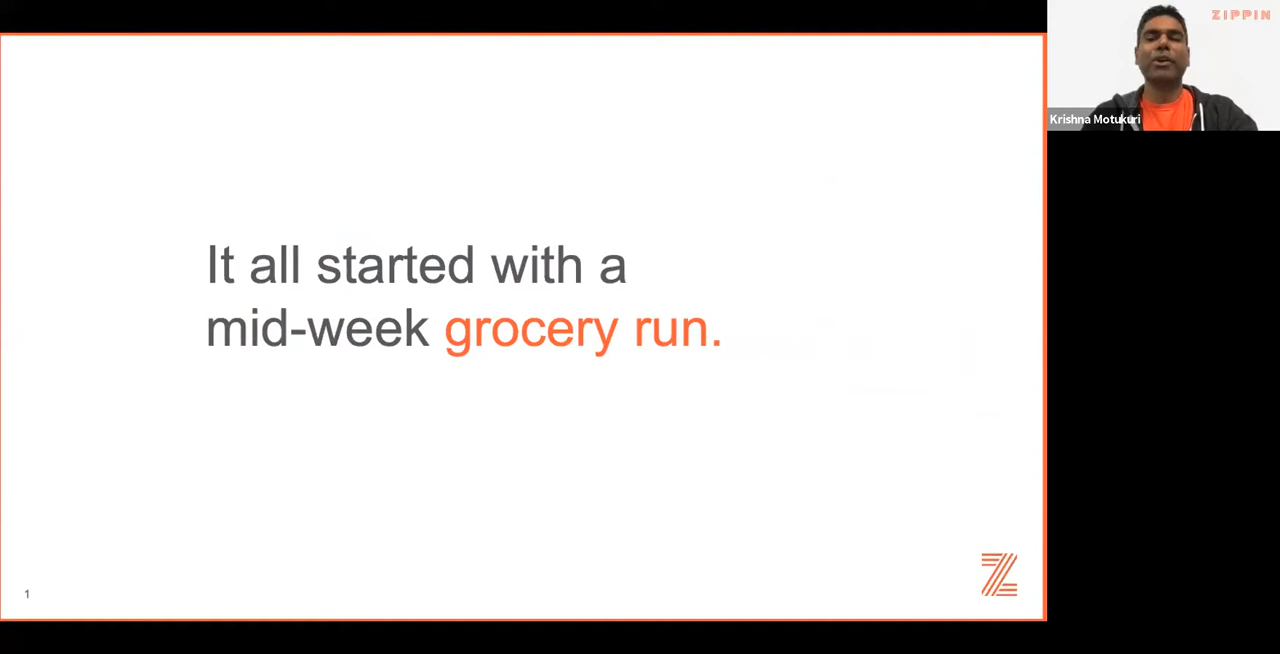 ZIPPIN
Krishna Motukuri
It all started with a
mid-week grocery run.
Z
1